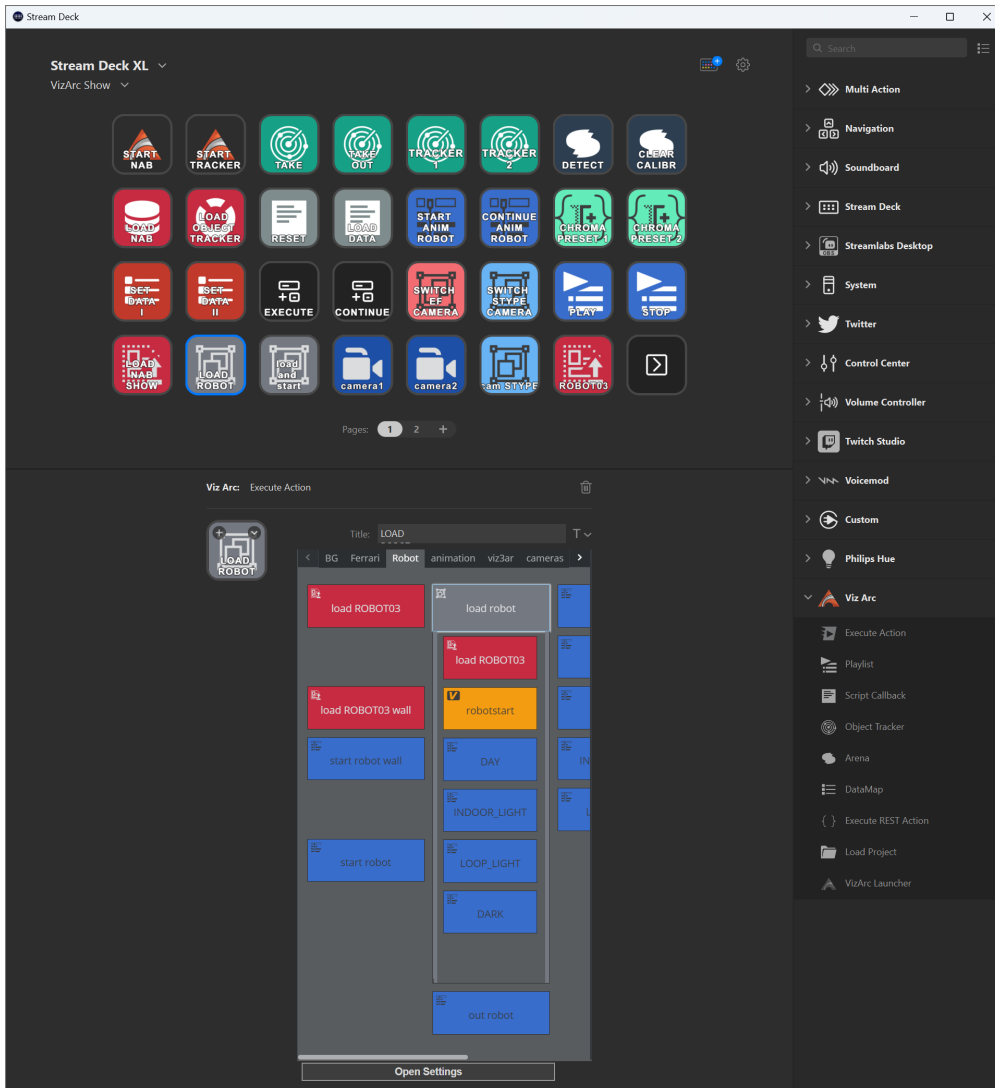 Stream Deck
Stream Deck XL
VizArc Show
START NAB
START TRACKER
TAKE
TAKE OUT
TRACKER 1
TRACKER 2
DETECT
CLEAR CALIBR
LOAD NAB
LOAD OBJECT TRACKER
RESET
LOAD DATA
START ANIM ROBOT
CONTINUE ANIM ROBOT
CHROMA PRESET 1
CHROMA PRESET 2
SET DATA I
SET DATA II
EXECUTE
CONTINUE
SWITCH EF CAMERA
SWITCH STYPE CAMERA
PLAY
STOP
LOAD NAB SHOW
LOAD ROBOT
load and start
camera1
camera2
cam STYPE
ROBOT03
Pages: 1 2 +
Viz Arc: Execute Action
LOAD ROBOT
Title: LOAD
T
BG Ferrari Robot animation viz3ar cameras
load ROBOT03
load robot
load ROBOT03
load ROBOT03 wall
robotstart
start robot wall
DAY
IN
INDOOR_LIGHT
L
start robot
LOOP_LIGHT
DARK
out robot
Open Settings
Search
Multi Action
Navigation
Soundboard
Stream Deck
OBS
Streamlabs Desktop
System
Twitter
Control Center
Volume Controller
Twitch Studio
Voicemod
Custom
Philips Hue
Viz Arc
Execute Action
Playlist
Script Callback
Object Tracker
Arena
DataMap
Execute REST Action
Load Project
VizArc Launcher